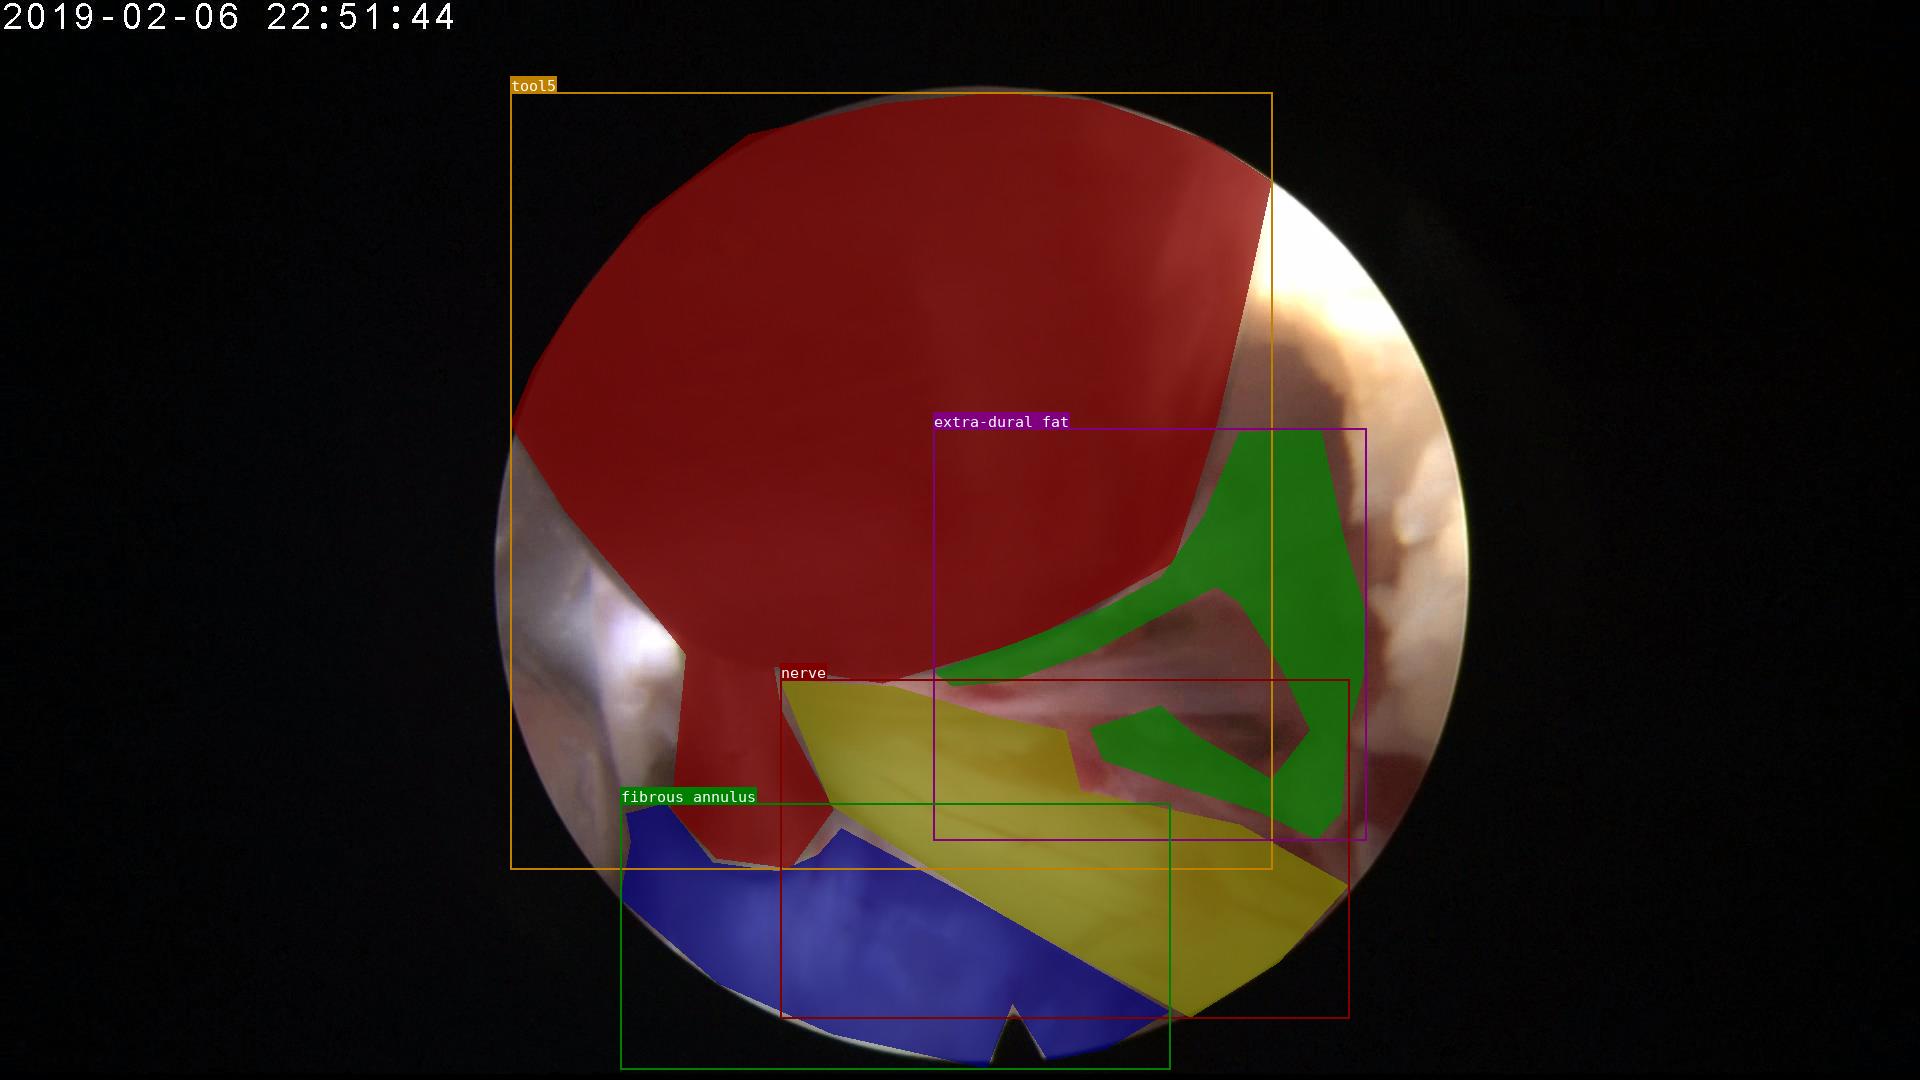 2019-02-06 22:51:44
tool5
extra-dural fat
nerve
fibrous annulus